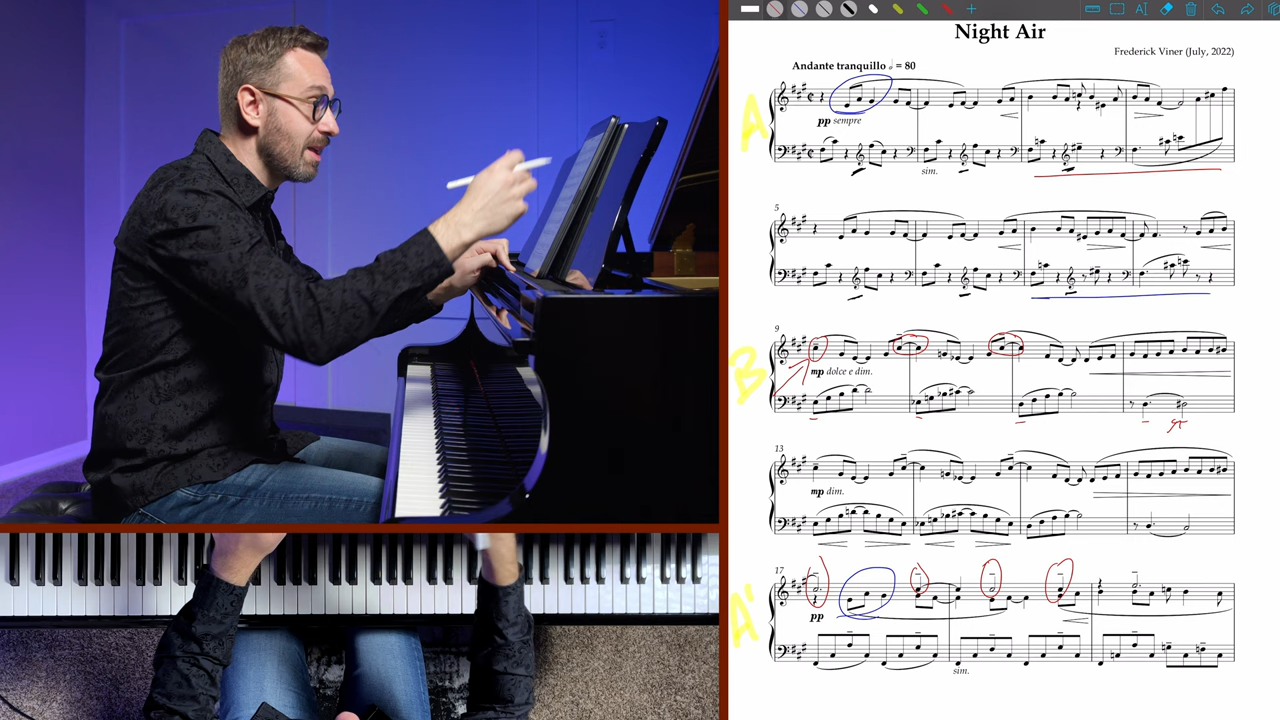 AI
Night Air
Frederick Viner (July, 2022)
Andante tranquillo 𝅗𝅥 = 80
A
pp sempre
sim.
5
9
B
mp dolce e dim.
13
mp dim.
17
A'
pp
sim.